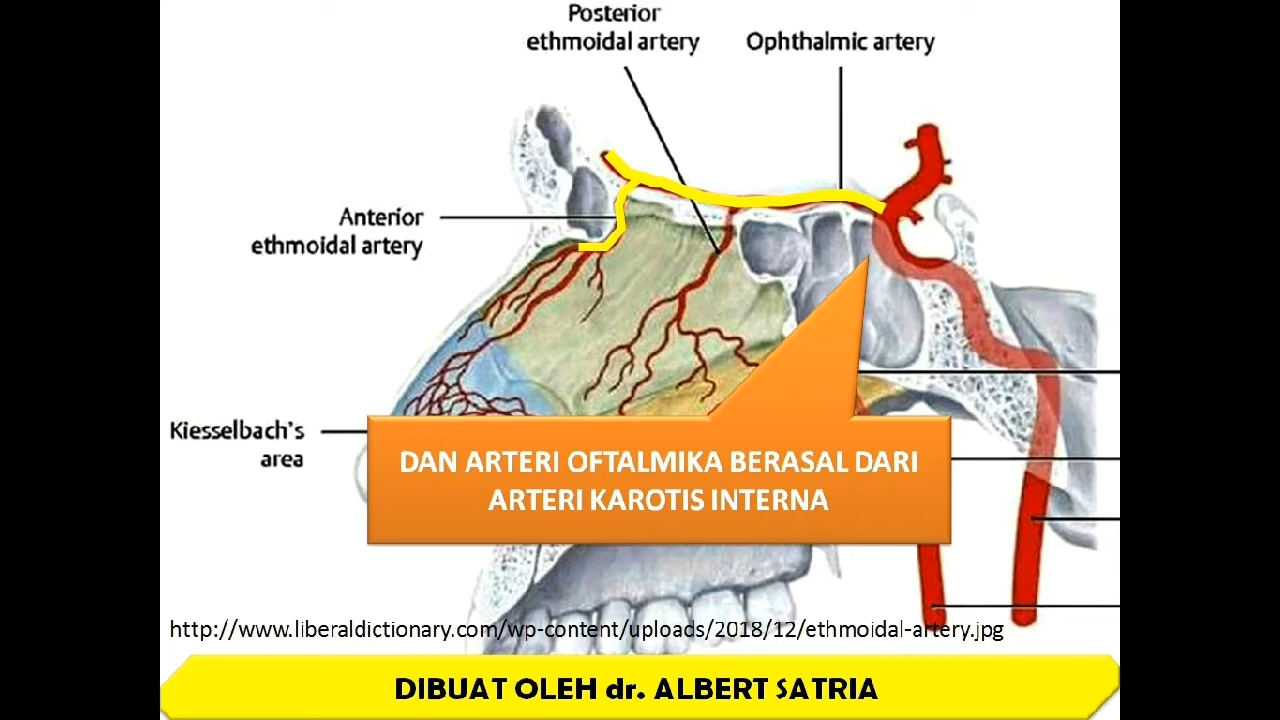 Posterior
ethmoidal artery
Ophthalmic artery
Anterior
ethmoidal artery
Kiesselbach's
area
DAN ARTERI OFTALMIKA BERASAL DARI
ARTERI KAROTIS INTERNA
http://www.liberaldictionary.com/wp-content/uploads/2018/12/ethmoidal-artery.jpg
DIBUAT OLEH dr. ALBERT SATRIA